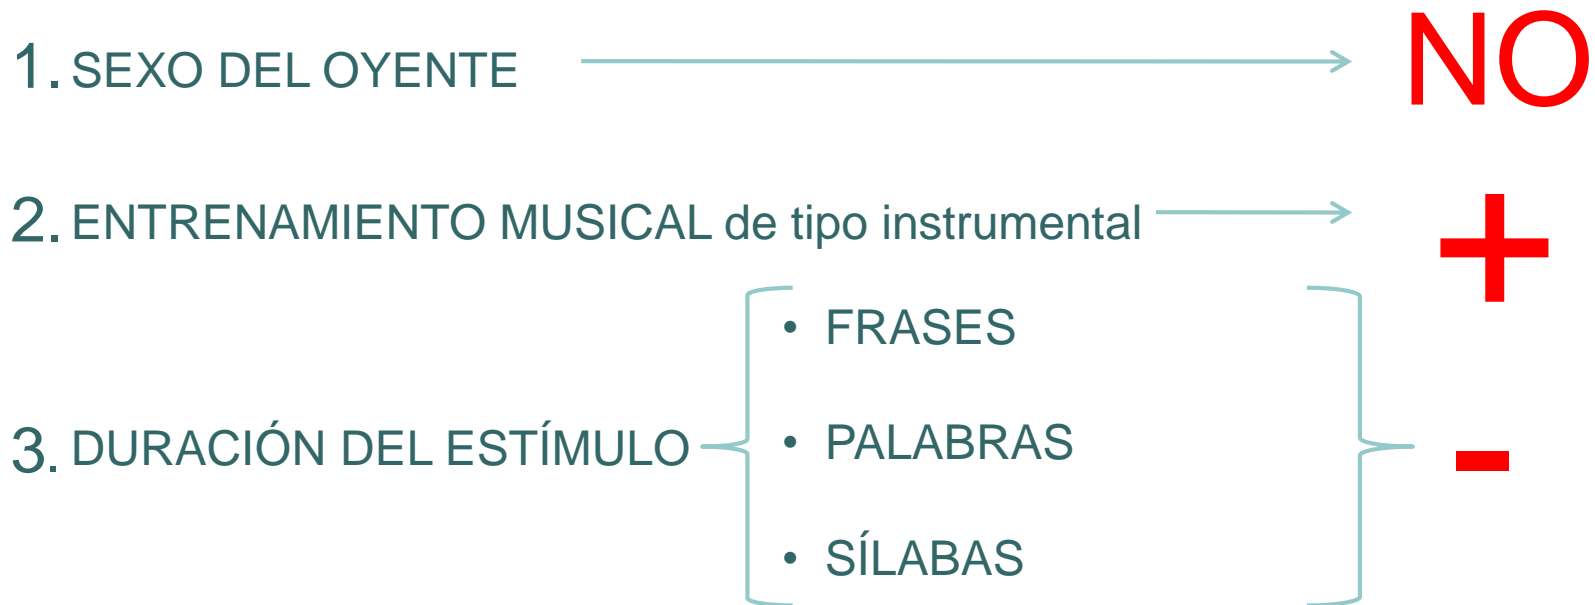 1. SEXO DEL OYENTE NO
2. ENTRENAMIENTO MUSICAL de tipo instrumental +
• FRASES
3. DURACIÓN DEL ESTÍMULO • PALABRAS -
• SÍLABAS